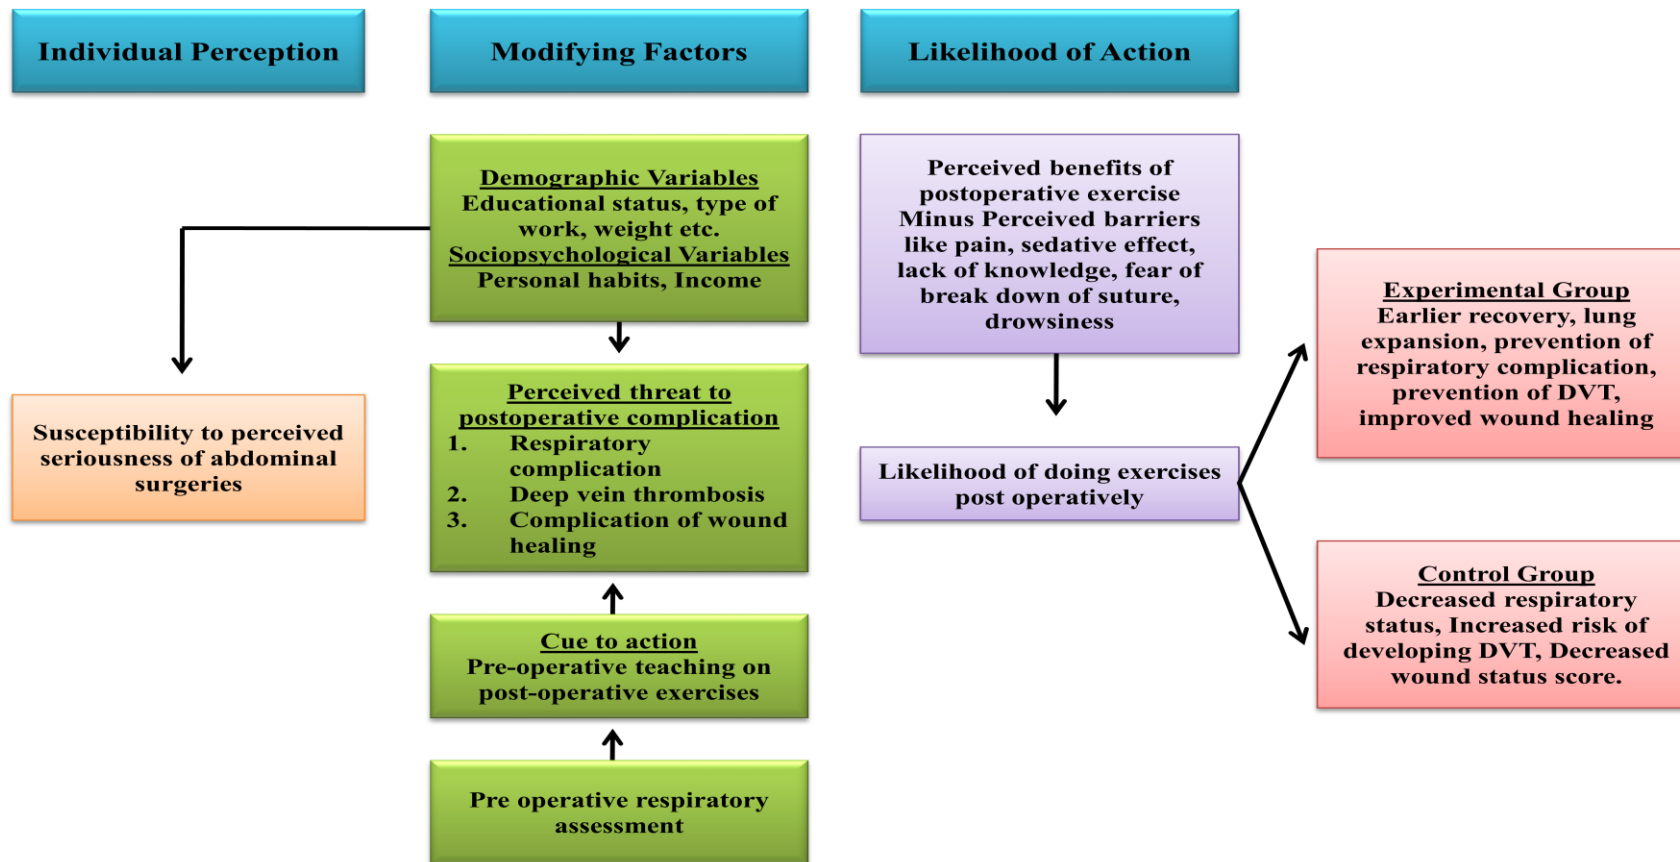 Individual Perception
Modifying Factors
Likelihood of Action
Demographic Variables
Educational status, type of
work, weight etc.
Sociopsychological Variables
Personal habits, Income
Perceived benefits of
postoperative exercise
Minus Perceived barriers
like pain, sedative effect,
lack of knowledge, fear of
break down of suture,
drowsiness
Susceptibility to perceived
seriousness of abdominal
surgeries
Perceived threat to
postoperative complication
1. Respiratory
complication
2. Deep vein thrombosis
3. Complication of wound
healing
Likelihood of doing exercises
post operatively
Experimental Group
Earlier recovery, lung
expansion, prevention of
respiratory complication,
prevention of DVT,
improved wound healing
Control Group
Decreased respiratory
status, Increased risk of
developing DVT, Decreased
wound status score.
Cue to action
Pre-operative teaching on
post-operative exercises
Pre operative respiratory
assessment